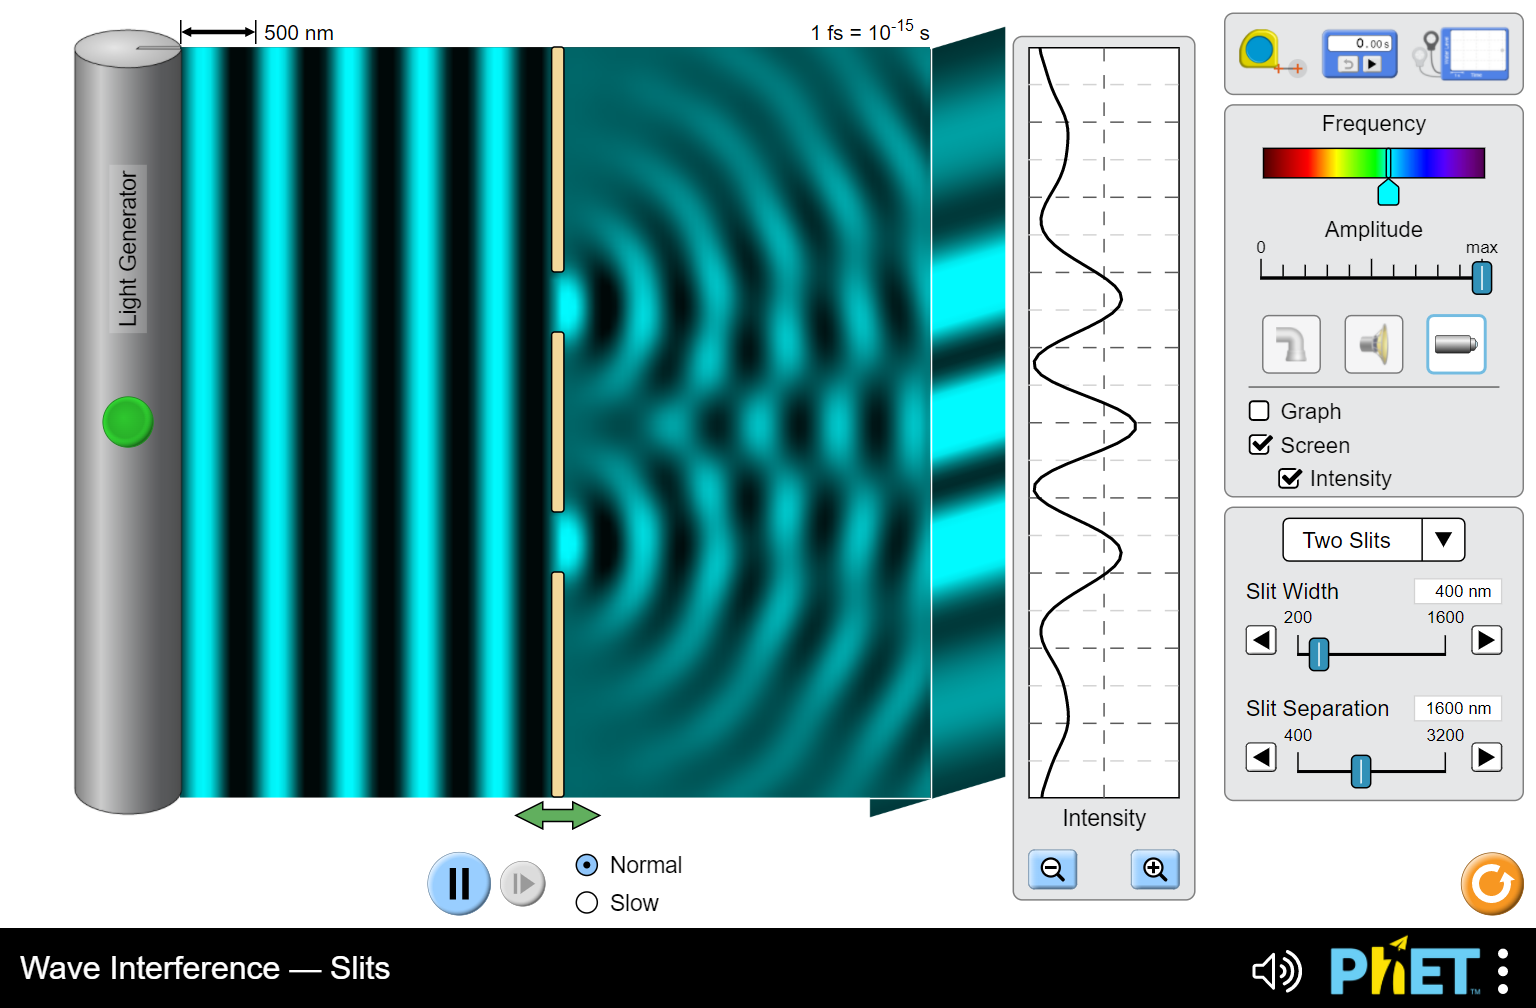 500 nm
1 fs = 10⁻¹⁵ s
Light Generator
0.00 s
Frequency
Amplitude
0
max
Graph
Screen
Intensity
Two Slits
Slit Width
400 nm
200
1600
Slit Separation
1600 nm
400
3200
Intensity
Normal
Slow
Wave Interference — Slits
PhET
TM